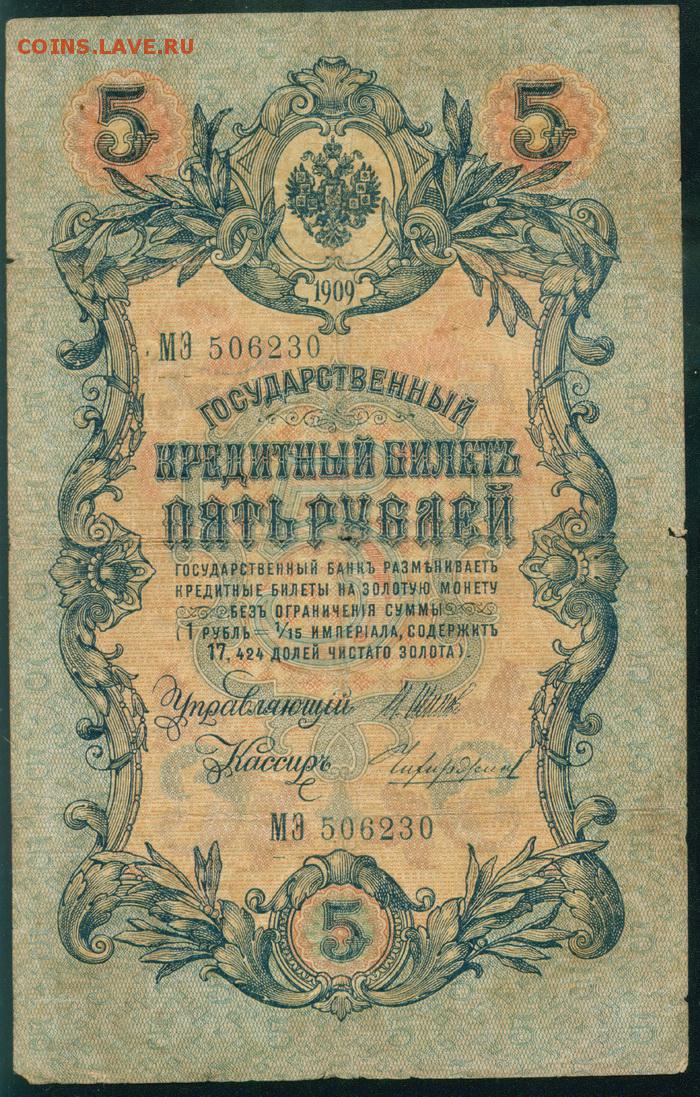 COINS.LAVE.RU
5 5
1909
МЭ 506230
ГОСУДАРСТВЕННЫЙ
КРЕДИТНЫЙ БИЛЕТЪ
ПЯТЬ РУБЛЕЙ
ГОСУДАРСТВЕННЫЙ БАНКЪ РАЗМѢНИВАЕТЪ
КРЕДИТНЫЕ БИЛЕТЫ НА ЗОЛОТУЮ МОНЕТУ
БЕЗЪ ОГРАНИЧЕНІЯ СУММЫ
(1 РУБЛЬ = 1/15 ИМПЕРІАЛА, СОДЕРЖИТЪ
17,424 ДОЛЕЙ ЧИСТАГО ЗОЛОТА).
Управляющій
Кассиръ
МЭ 506230
5